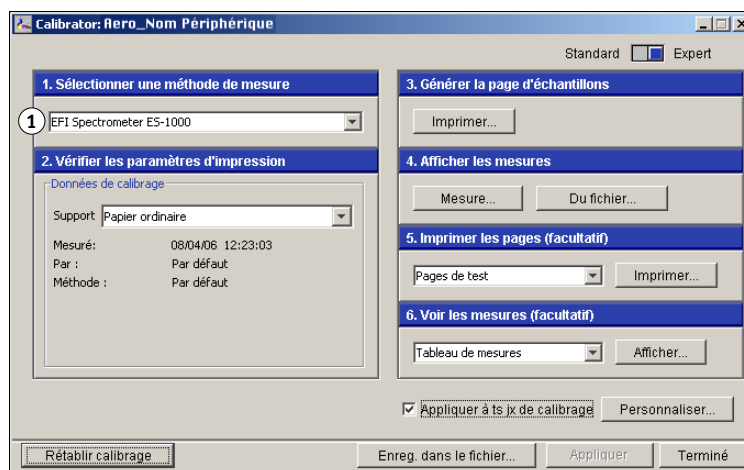 Calibrator: Aero_Nom Périphérique
Standard Expert
1. Sélectionner une méthode de mesure
1
EFI Spectrometer ES-1000
2. Vérifier les paramètres d'impression
Données de calibrage
Support Papier ordinaire
Mesuré: 08/04/06 12:23:03
Par : Par défaut
Méthode : Par défaut
3. Générer la page d'échantillons
Imprimer...
4. Afficher les mesures
Mesure... Du fichier...
5. Imprimer les pages (facultatif)
Pages de test Imprimer...
6. Voir les mesures (facultatif)
Tableau de mesures Afficher...
Appliquer à ts jx de calibrage Personnaliser...
Rétablir calibrage Enreg. dans le fichier... Appliquer Terminé